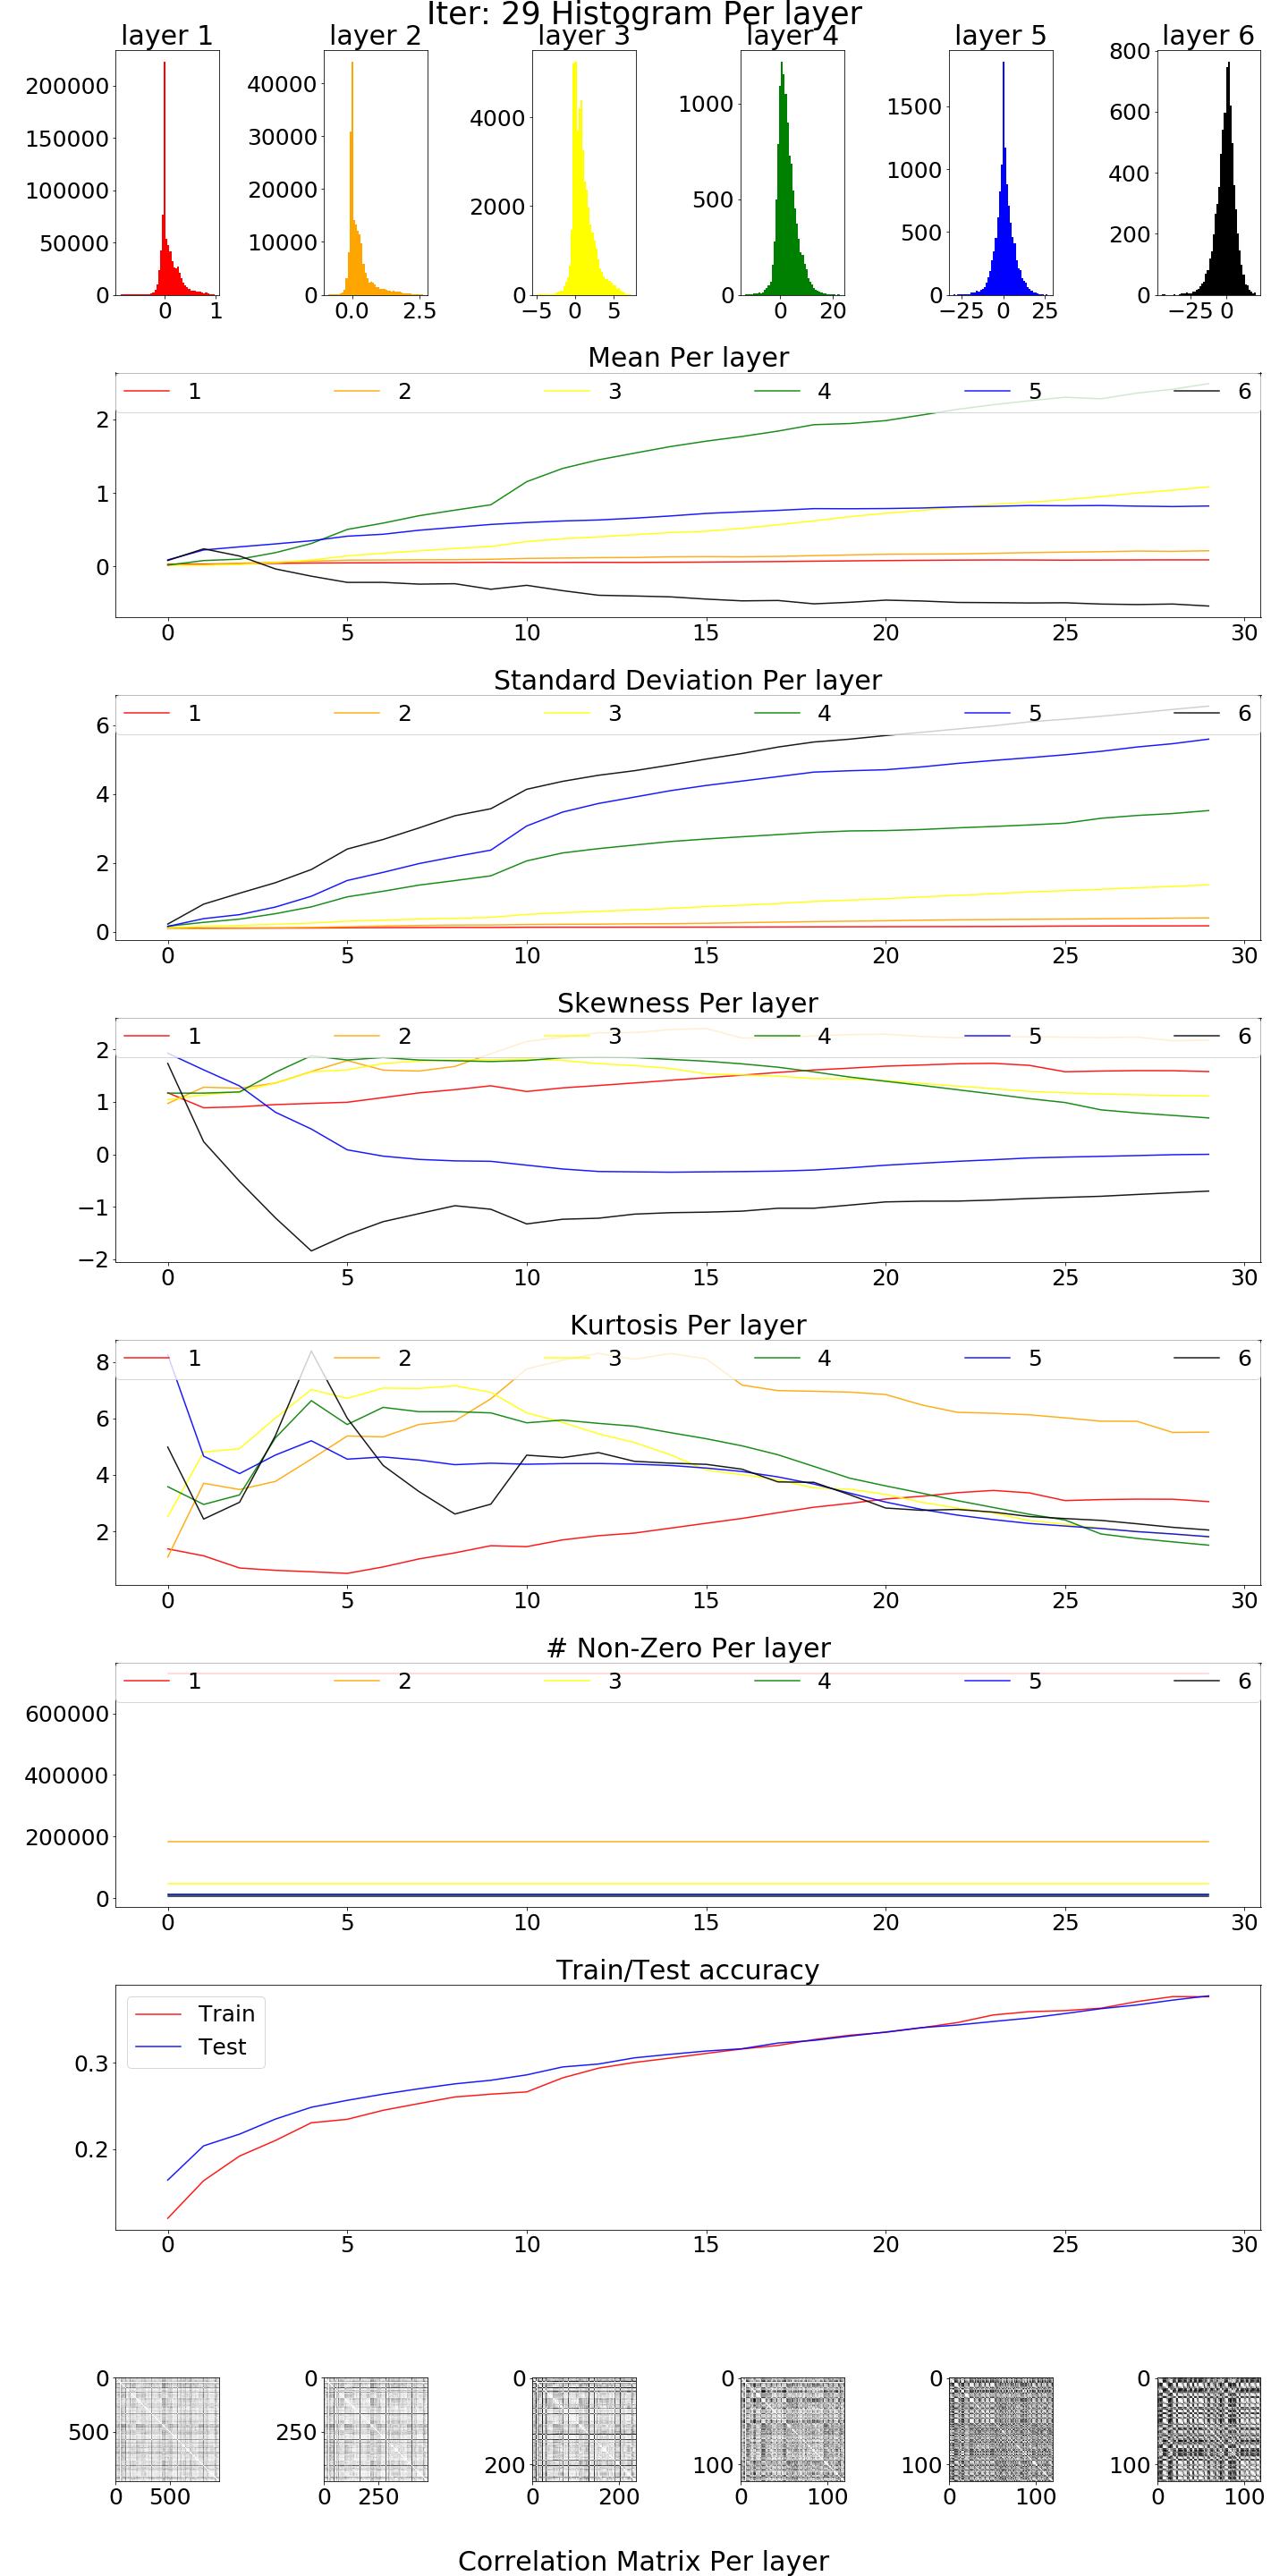 Iter: 29 Histogram Per layer
layer 1 layer 2 layer 3 layer 4 layer 5 layer 6
200000 150000 100000 50000 0
0 1
40000 30000 20000 10000 0
0.0 2.5
4000 2000 0
−5 0 5
1000 500 0
0 20
1500 1000 500 0
−25 0 25
800 600 400 200 0
−25 0
Mean Per layer
1 2 3 4 5 6
2
1
0
0 5 10 15 20 25 30
Standard Deviation Per layer
1 2 3 4 5 6
6
4
2
0
0 5 10 15 20 25 30
Skewness Per layer
1 2 3 4 5 6
2
1
0
−1
−2
0 5 10 15 20 25 30
Kurtosis Per layer
1 2 3 4 5 6
8
6
4
2
0 5 10 15 20 25 30
# Non-Zero Per layer
1 2 3 4 5 6
600000
400000
200000
0
0 5 10 15 20 25 30
Train/Test accuracy
Train
Test
0.3
0.2
0 5 10 15 20 25 30
0 500
0 500
0 250
0 250
0 200
0 200
0 100
0 100
0 100
0 100
0 100
0 100
Correlation Matrix Per layer